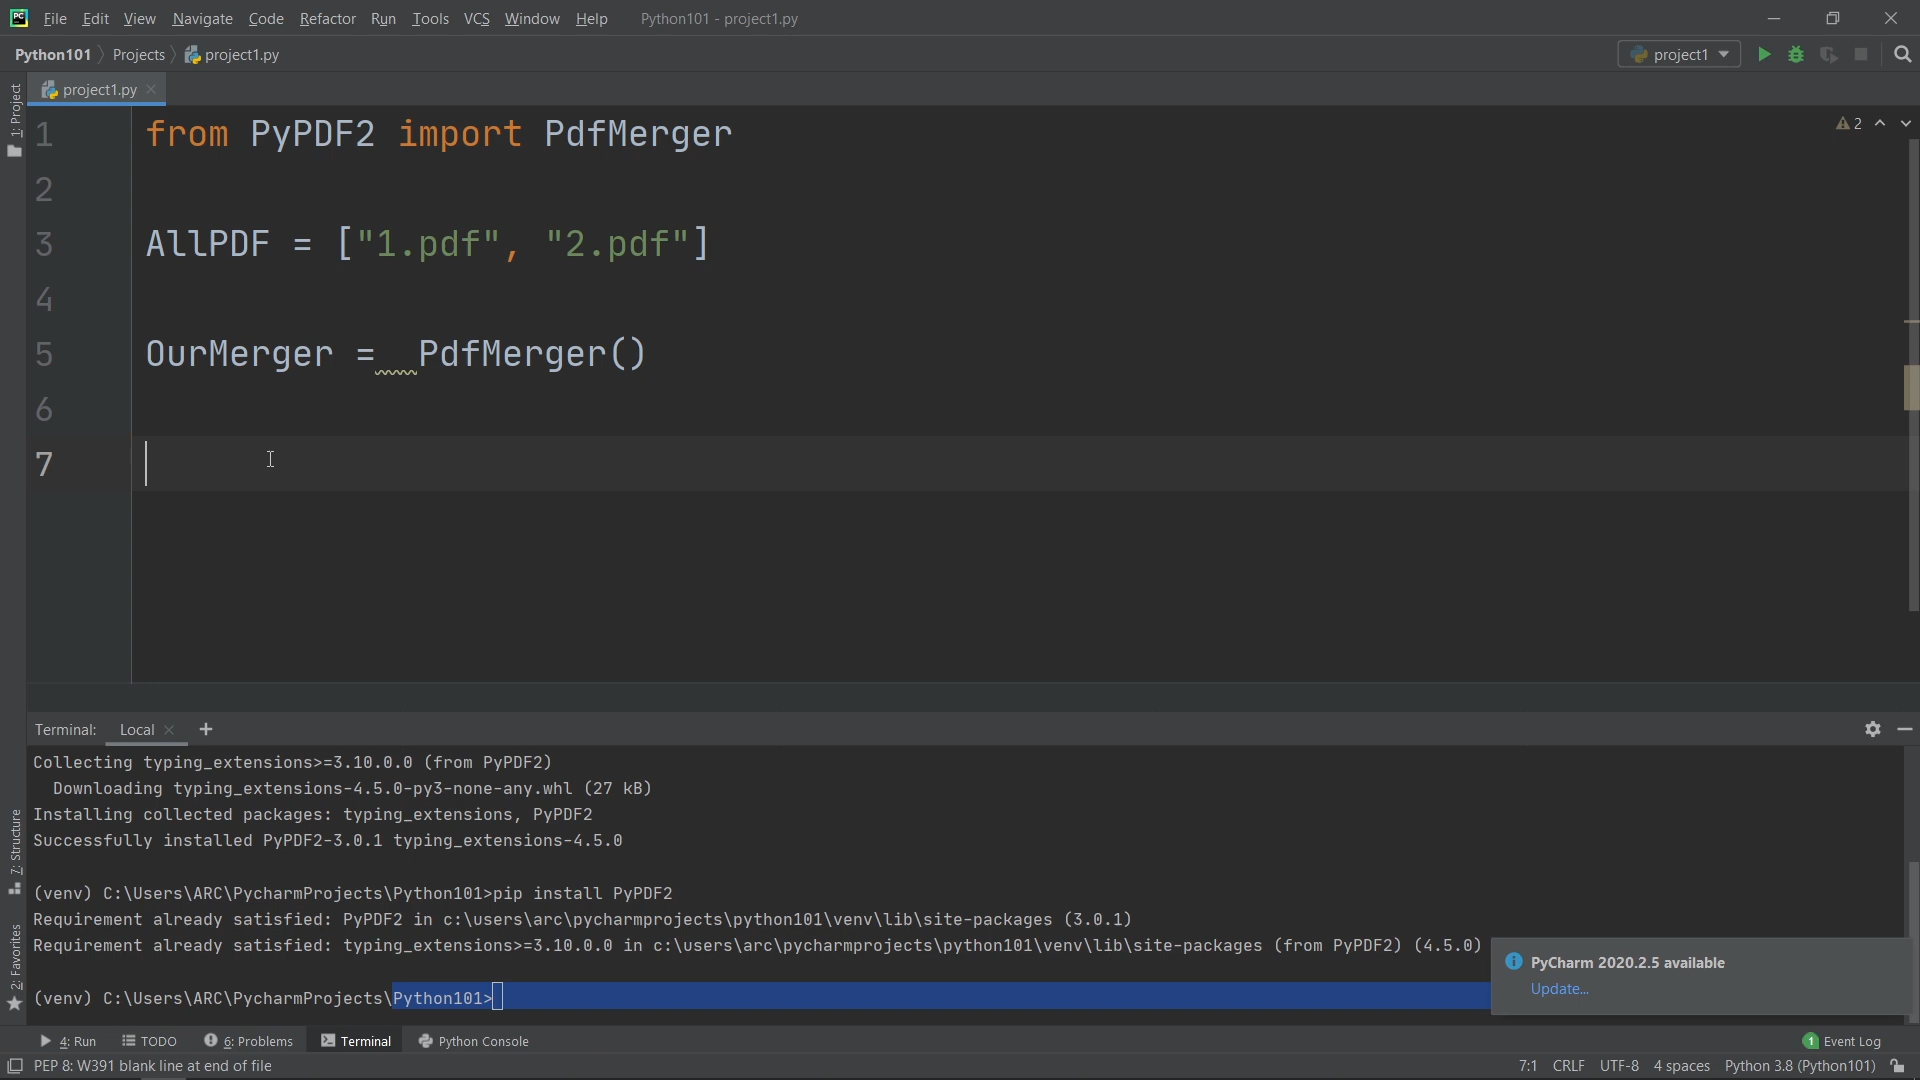 PC File Edit View Navigate Code Refactor Run Tools VCS Window Help Python101 - project1.py
Python101 Projects project1.py project1
1: Project
project1.py
2
1 from PyPDF2 import PdfMerger
2
3 AllPDF = ["1.pdf", "2.pdf"]
4
5 OurMerger =  PdfMerger()
6
7
Terminal: Local +
Collecting typing_extensions>=3.10.0.0 (from PyPDF2)
Downloading typing_extensions-4.5.0-py3-none-any.whl (27 kB)
Installing collected packages: typing_extensions, PyPDF2
Successfully installed PyPDF2-3.0.1 typing_extensions-4.5.0
(venv) C:\Users\ARC\PycharmProjects\Python101>pip install PyPDF2
Requirement already satisfied: PyPDF2 in c:\users\arc\pycharmprojects\python101\venv\lib\site-packages (3.0.1)
Requirement already satisfied: typing_extensions>=3.10.0.0 in c:\users\arc\pycharmprojects\python101\venv\lib\site-packages (from PyPDF2) (4.5.0)
(venv) C:\Users\ARC\PycharmProjects\Python101>
7: Structure
2: Favorites
PyCharm 2020.2.5 available
Update...
4: Run TODO 6: Problems Terminal Python Console 1 Event Log
PEP 8: W391 blank line at end of file 7:1 CRLF UTF-8 4 spaces Python 3.8 (Python101)